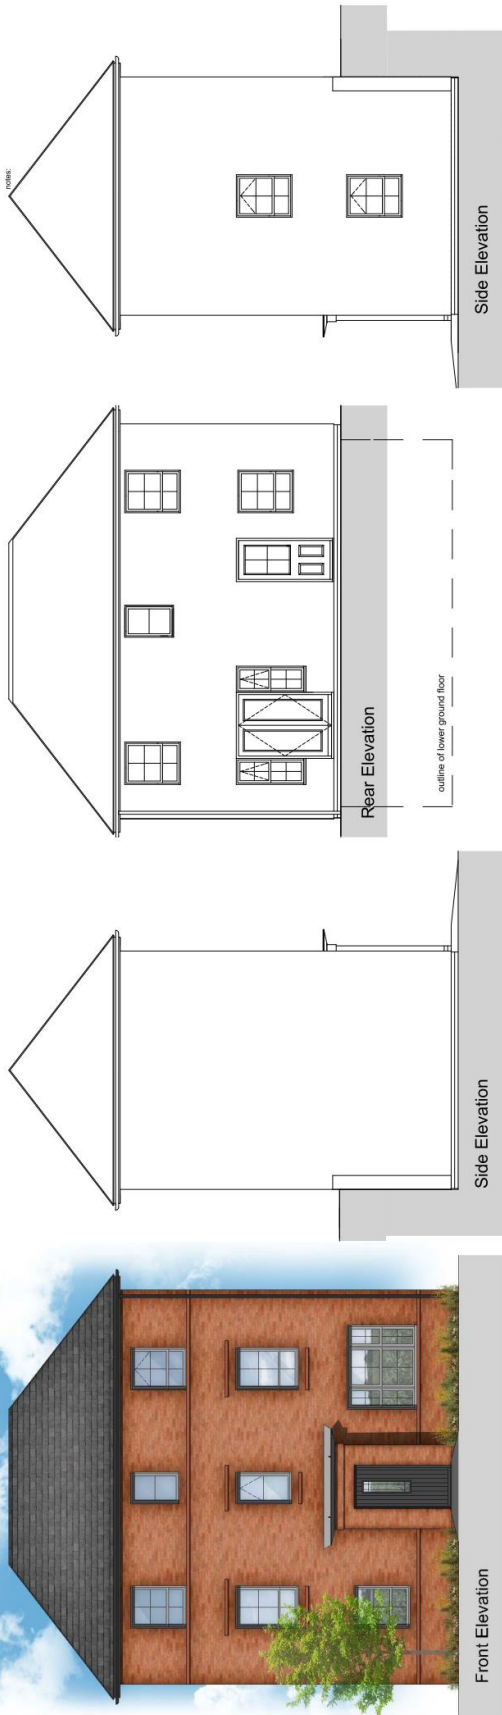 notes:
Side Elevation
Rear Elevation
outline of lower ground floor
Side Elevation
Front Elevation